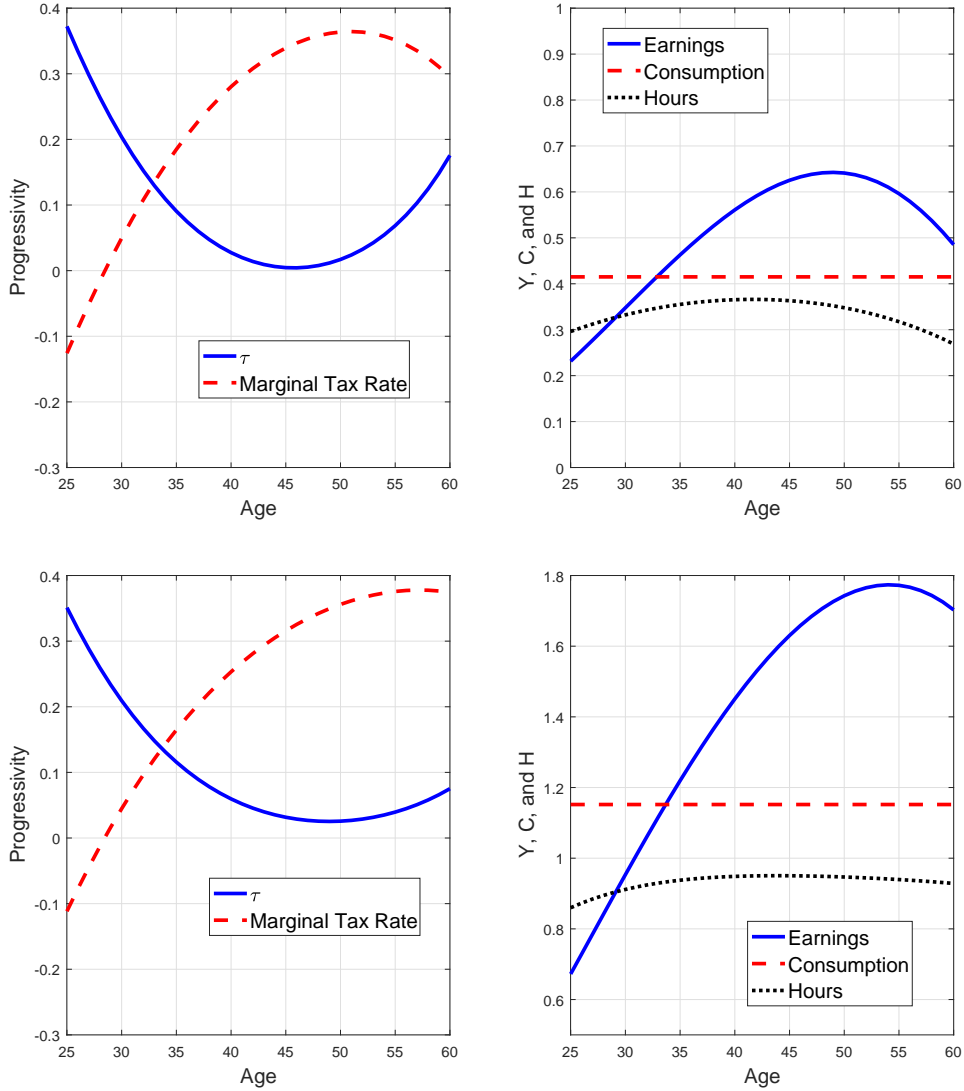 0.4
0.3
0.2
0.1
0
-0.1
-0.2
-0.3
Progressivity
τ
Marginal Tax Rate
25 30 35 40 45 50 55 60
Age
1
0.9
0.8
0.7
0.6
0.5
0.4
0.3
0.2
0.1
0
Y, C, and H
Earnings
Consumption
Hours
25 30 35 40 45 50 55 60
Age
0.4
0.3
0.2
0.1
0
-0.1
-0.2
-0.3
Progressivity
τ
Marginal Tax Rate
25 30 35 40 45 50 55 60
Age
1.8
1.6
1.4
1.2
1
0.8
0.6
Y, C, and H
Earnings
Consumption
Hours
25 30 35 40 45 50 55 60
Age